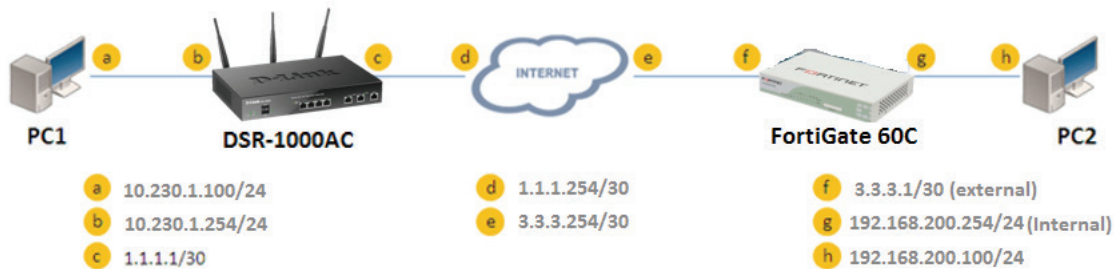 a
b
c
d
INTERNET
e
f
g
h
D-Link
FORTINET
PC1
DSR-1000AC
FortiGate 60C
PC2
a 10.230.1.100/24
b 10.230.1.254/24
c 1.1.1.1/30
d 1.1.1.254/30
e 3.3.3.254/30
f 3.3.3.1/30 (external)
g 192.168.200.254/24 (Internal)
h 192.168.200.100/24